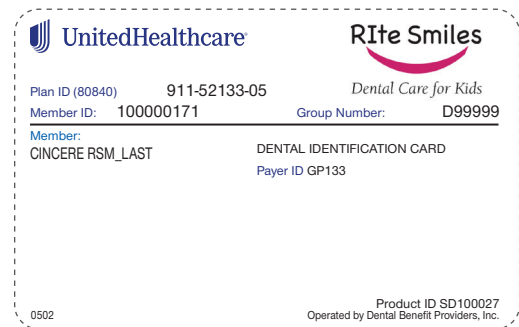 UnitedHealthcare®
RIte Smiles
Dental Care for Kids
Plan ID (80840) 911-52133-05
Member ID: 100000171 Group Number: D99999
Member:
CINCERE RSM_LAST
DENTAL IDENTIFICATION CARD
Payer ID GP133
Product ID SD100027
0502 Operated by Dental Benefit Providers, Inc.